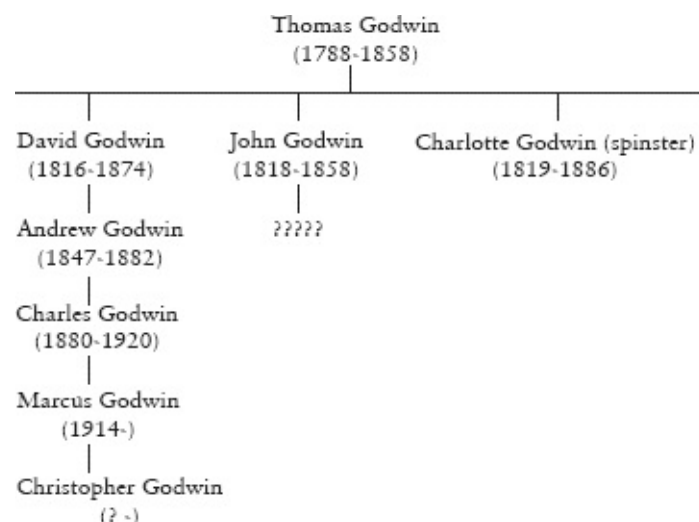 Thomas Godwin
(1788-1858)
David Godwin
(1816-1874)
John Godwin
(1818-1858)
Charlotte Godwin (spinster)
(1819-1886)
Andrew Godwin
(1847-1882)
?????
Charles Godwin
(1880-1920)
Marcus Godwin
(1914-)
Christopher Godwin
(? -)